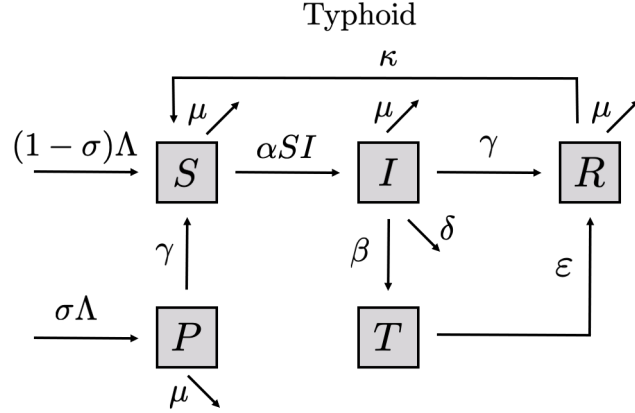 Typhoid
κ
μ μ μ
(1 − σ)Λ S αSI I γ R
γ β δ ε
σΛ P T
μ